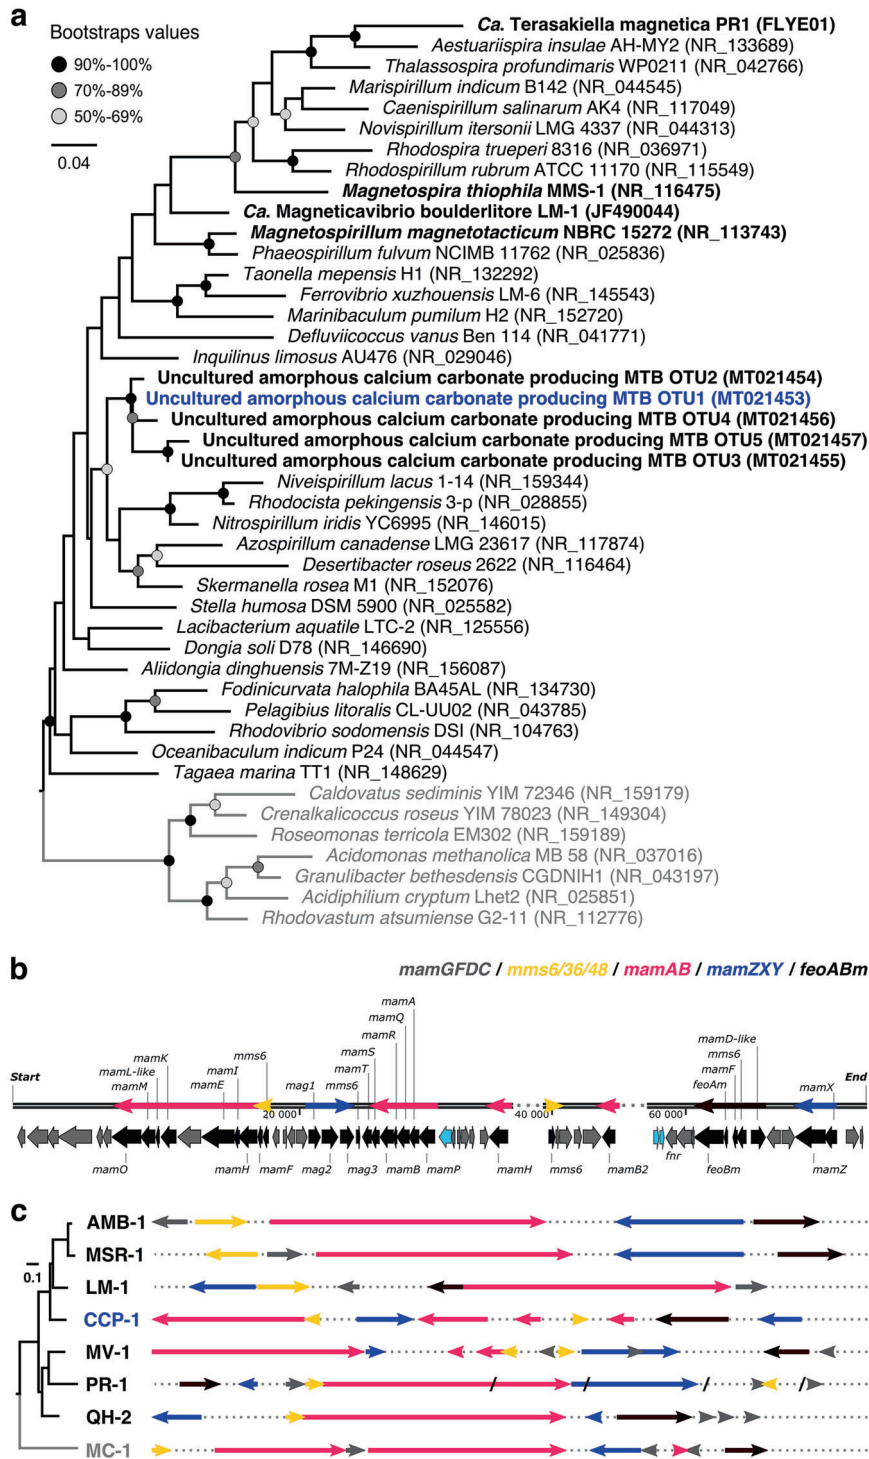 a
Bootstraps values
90%-100%
70%-89%
50%-69%
0.04
Ca. Terasakiella magnetica PR1 (FLYE01)
Aestuariispira insulae AH-MY2 (NR_133689)
Thalassospira profundimaris WP0211 (NR_042766)
Marispirillum indicum B142 (NR_044545)
Caenispirillum salinarum AK4 (NR_117049)
Novispirillum itersonii LMG 4337 (NR_044313)
Rhodospira trueperi 8316 (NR_036971)
Rhodospirillum rubrum ATCC 11170 (NR_115549)
Magnetospira thiophila MMS-1 (NR_116475)
Ca. Magneticavibrio boulderlitore LM-1 (JF490044)
Magnetospirillum magnetotacticum NBRC 15272 (NR_113743)
Phaeospirillum fulvum NCIMB 11762 (NR_025836)
Taonella mepensis H1 (NR_132292)
Ferrovibrio xuzhouensis LM-6 (NR_145543)
Marinibaculum pumilum H2 (NR_152720)
Defluviicoccus vanus Ben 114 (NR_041771)
Inquilinus limosus AU476 (NR_029046)
Uncultured amorphous calcium carbonate producing MTB OTU2 (MT021454)
Uncultured amorphous calcium carbonate producing MTB OTU1 (MT021453)
Uncultured amorphous calcium carbonate producing MTB OTU4 (MT021456)
Uncultured amorphous calcium carbonate producing MTB OTU5 (MT021457)
Uncultured amorphous calcium carbonate producing MTB OTU3 (MT021455)
Niveispirillum lacus 1-14 (NR_159344)
Rhodocista pekingensis 3-p (NR_028855)
Nitrospirillum iridis YC6995 (NR_146015)
Azospirillum canadense LMG 23617 (NR_117874)
Desertibacter roseus 2622 (NR_116464)
Skermanella rosea M1 (NR_152076)
Stella humosa DSM 5900 (NR_025582)
Lacibacterium aquatile LTC-2 (NR_125556)
Dongia soli D78 (NR_146690)
Aliidongia dinghuensis 7M-Z19 (NR_156087)
Fodinicurvata halophila BA45AL (NR_134730)
Pelagibius litoralis CL-UU02 (NR_043785)
Rhodovibrio sodomensis DSI (NR_104763)
Oceanibaculum indicum P24 (NR_044547)
Tagaea marina TT1 (NR_148629)
Caldovatus sediminis YIM 72346 (NR_159179)
Crenalkalicoccus roseus YIM 78023 (NR_149304)
Roseomonas terricola EM302 (NR_159189)
Acidomonas methanolica MB 58 (NR_037016)
Granulibacter bethesdensis CGDNIH1 (NR_043197)
Acidiphilium cryptum Lhet2 (NR_025851)
Rhodovastum atsumiense G2-11 (NR_112776)
b
mamGFDC / mms6/36/48 / mamAB / mamZXY / feoABm
mamA
mamQ
mamR mamD-like
mamK mms6 mamS mms6
Start mamL-like mamI mamT mamF End
mamM mamE mag1 mms6 feoAm mamX
20 000 40 000 60 000
fnr
mamO mamH mamF mag2 mag3 mamB mamP mamH mms6 mamB2 feoBm mamZ
c
AMB-1
MSR-1
0.1
LM-1
CCP-1
MV-1
PR-1
/ / / /
QH-2
MC-1